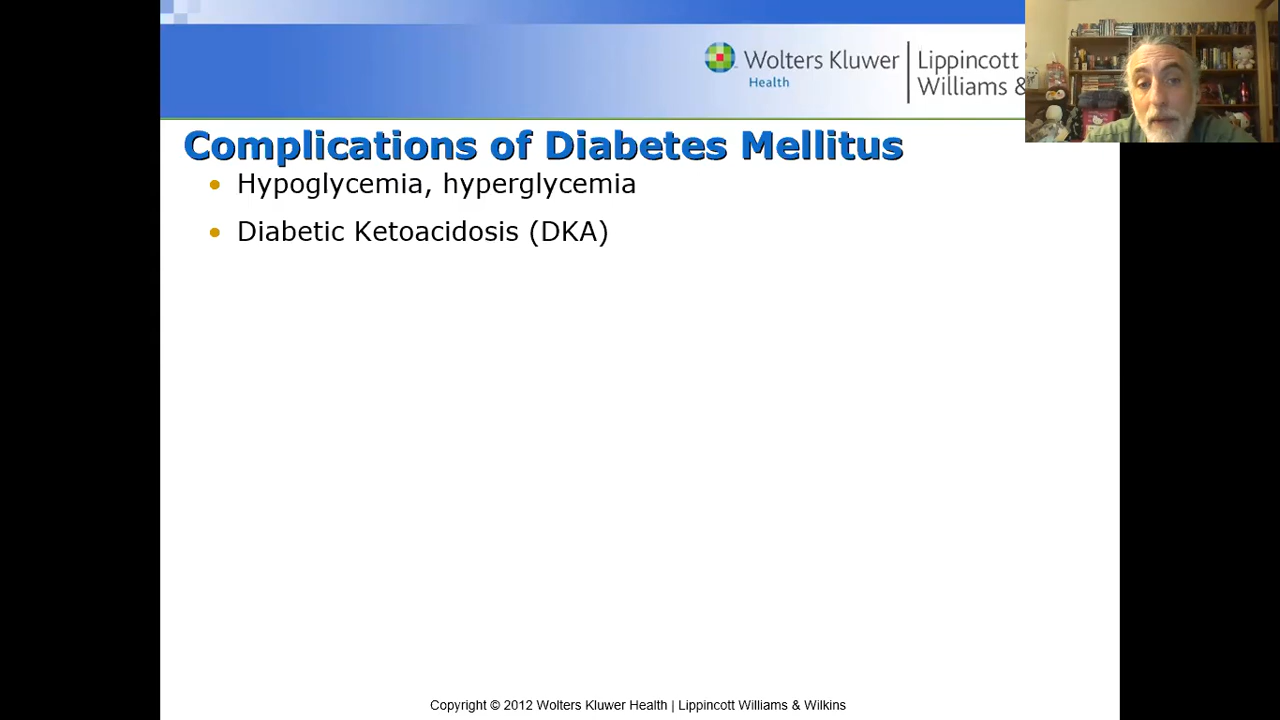 Wolters Kluwer
Health
Lippincott
Williams &
Complications of Diabetes Mellitus
• Hypoglycemia, hyperglycemia
• Diabetic Ketoacidosis (DKA)
Copyright © 2012 Wolters Kluwer Health | Lippincott Williams & Wilkins